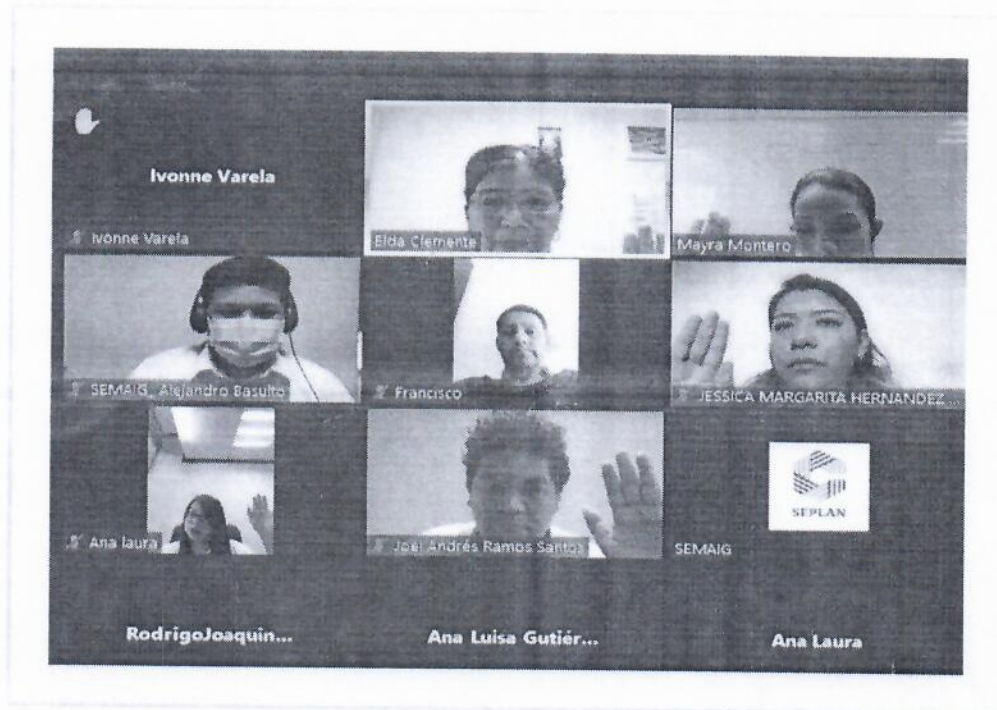 Ivonne Varela
Ivonne Varela
Elda Clemente
Mayra Montero
SEMAIG_Alejandro Basulto
Francisco
JESSICA MARGARITA HERNANDEZ...
Ana laura
Joel Andrés Ramos Santos
SEPLAN
SEMAIG
RodrigoJoaquin...
Ana Luisa Gutiér...
Ana Laura